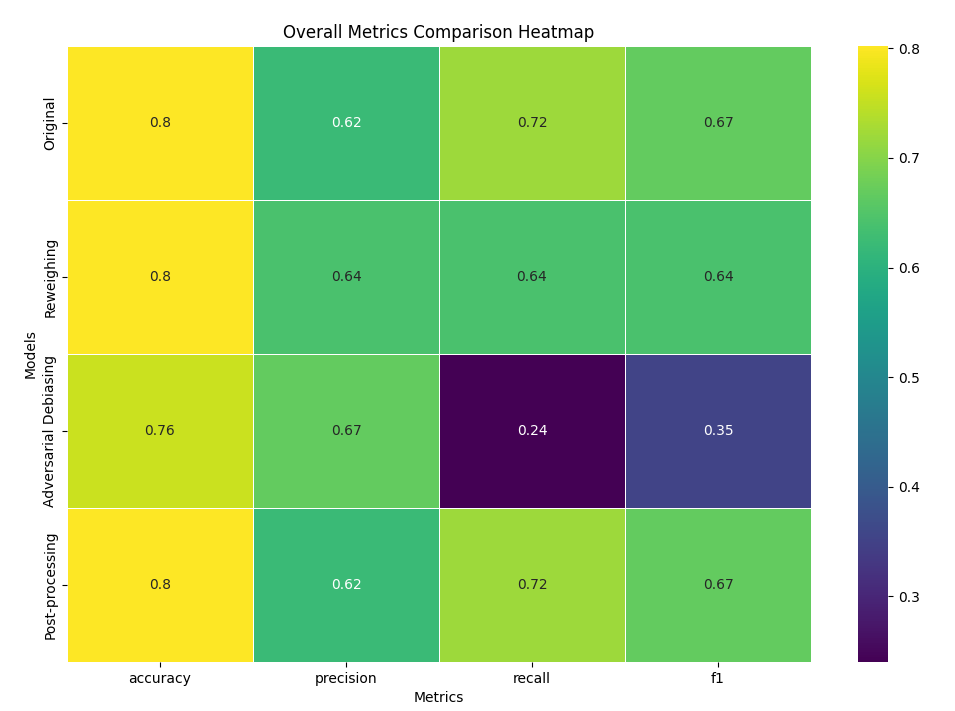 Overall Metrics Comparison Heatmap
Models
Original
0.8
0.62
0.72
0.67
Reweighing
0.8
0.64
0.64
0.64
Adversarial Debiasing
0.76
0.67
0.24
0.35
Post-processing
0.8
0.62
0.72
0.67
accuracy
precision
recall
f1
Metrics
0.8
0.7
0.6
0.5
0.4
0.3